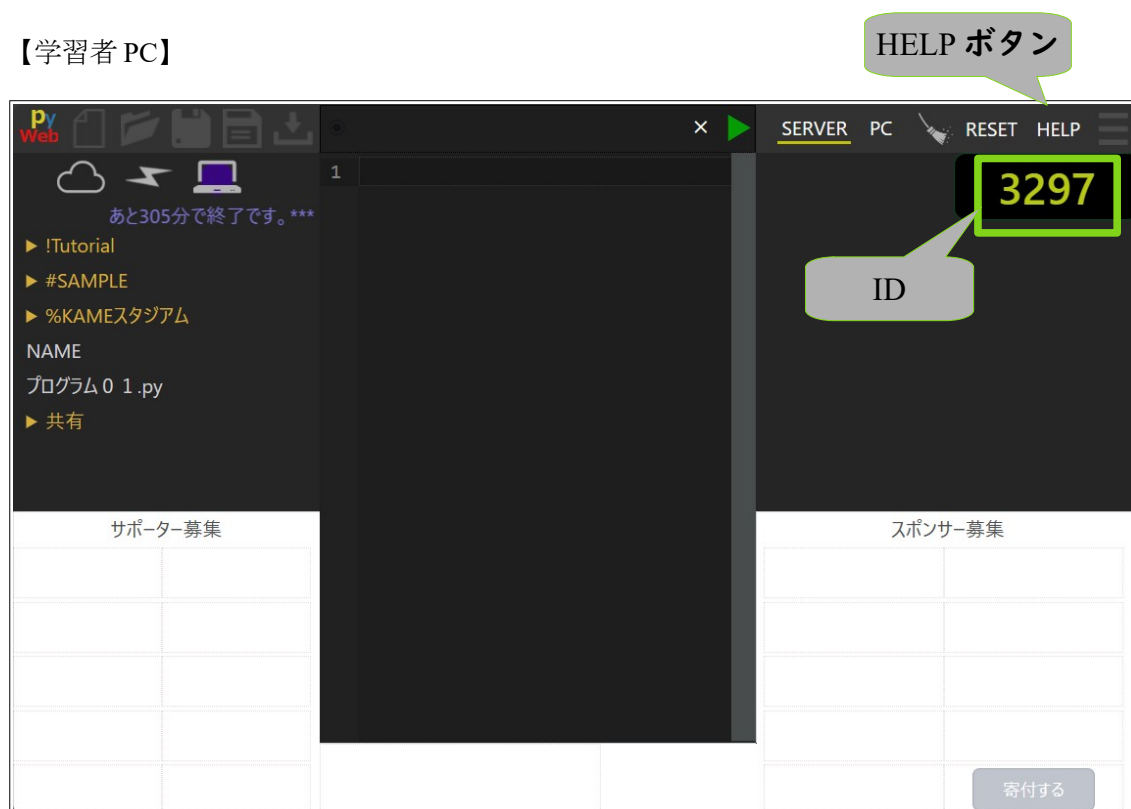 【学習者 PC】
HELP ボタン
Py
Web
× SERVER PC RESET HELP
あと305分で終了です。***
1
3297
ID
▶ !Tutorial
▶ #SAMPLE
▶ %KAMEスタジアム
NAME
プログラム０１.py
▶ 共有
サポーター募集
スポンサー募集
寄付する